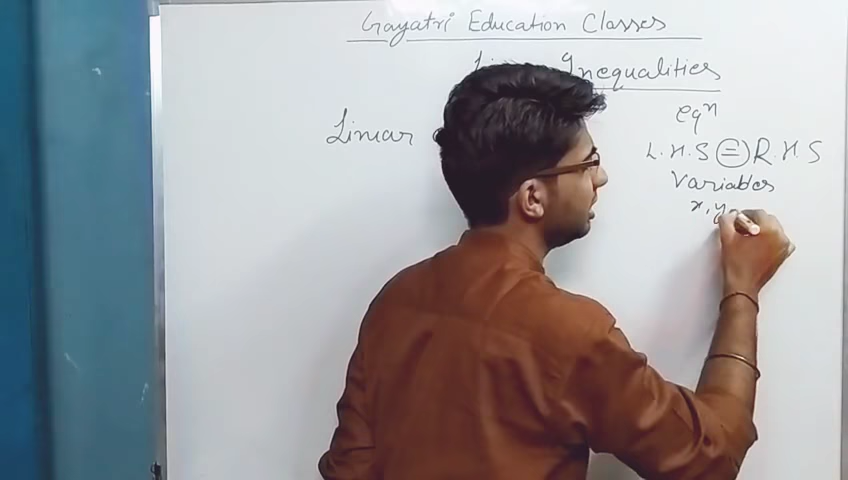 Gayatri Education Classes
Inequalities
Linear
eqn
L.H.S = R.H.S
Variables
x, y